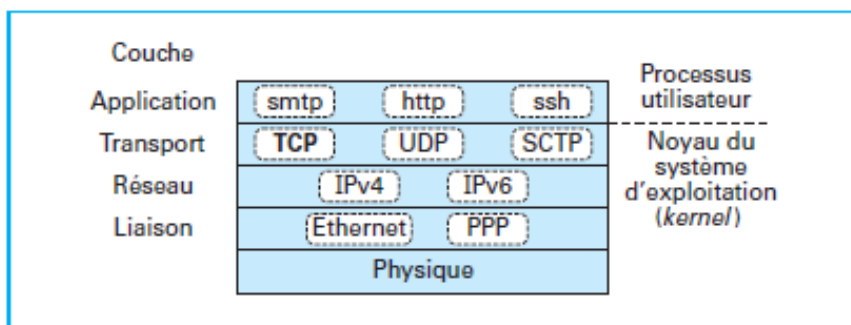 Couche
Application smtp http ssh
Processus utilisateur
Transport TCP UDP SCTP
Noyau du
système
d'exploitation
(kernel)
Réseau IPv4 IPv6
Liaison Ethernet PPP
Physique